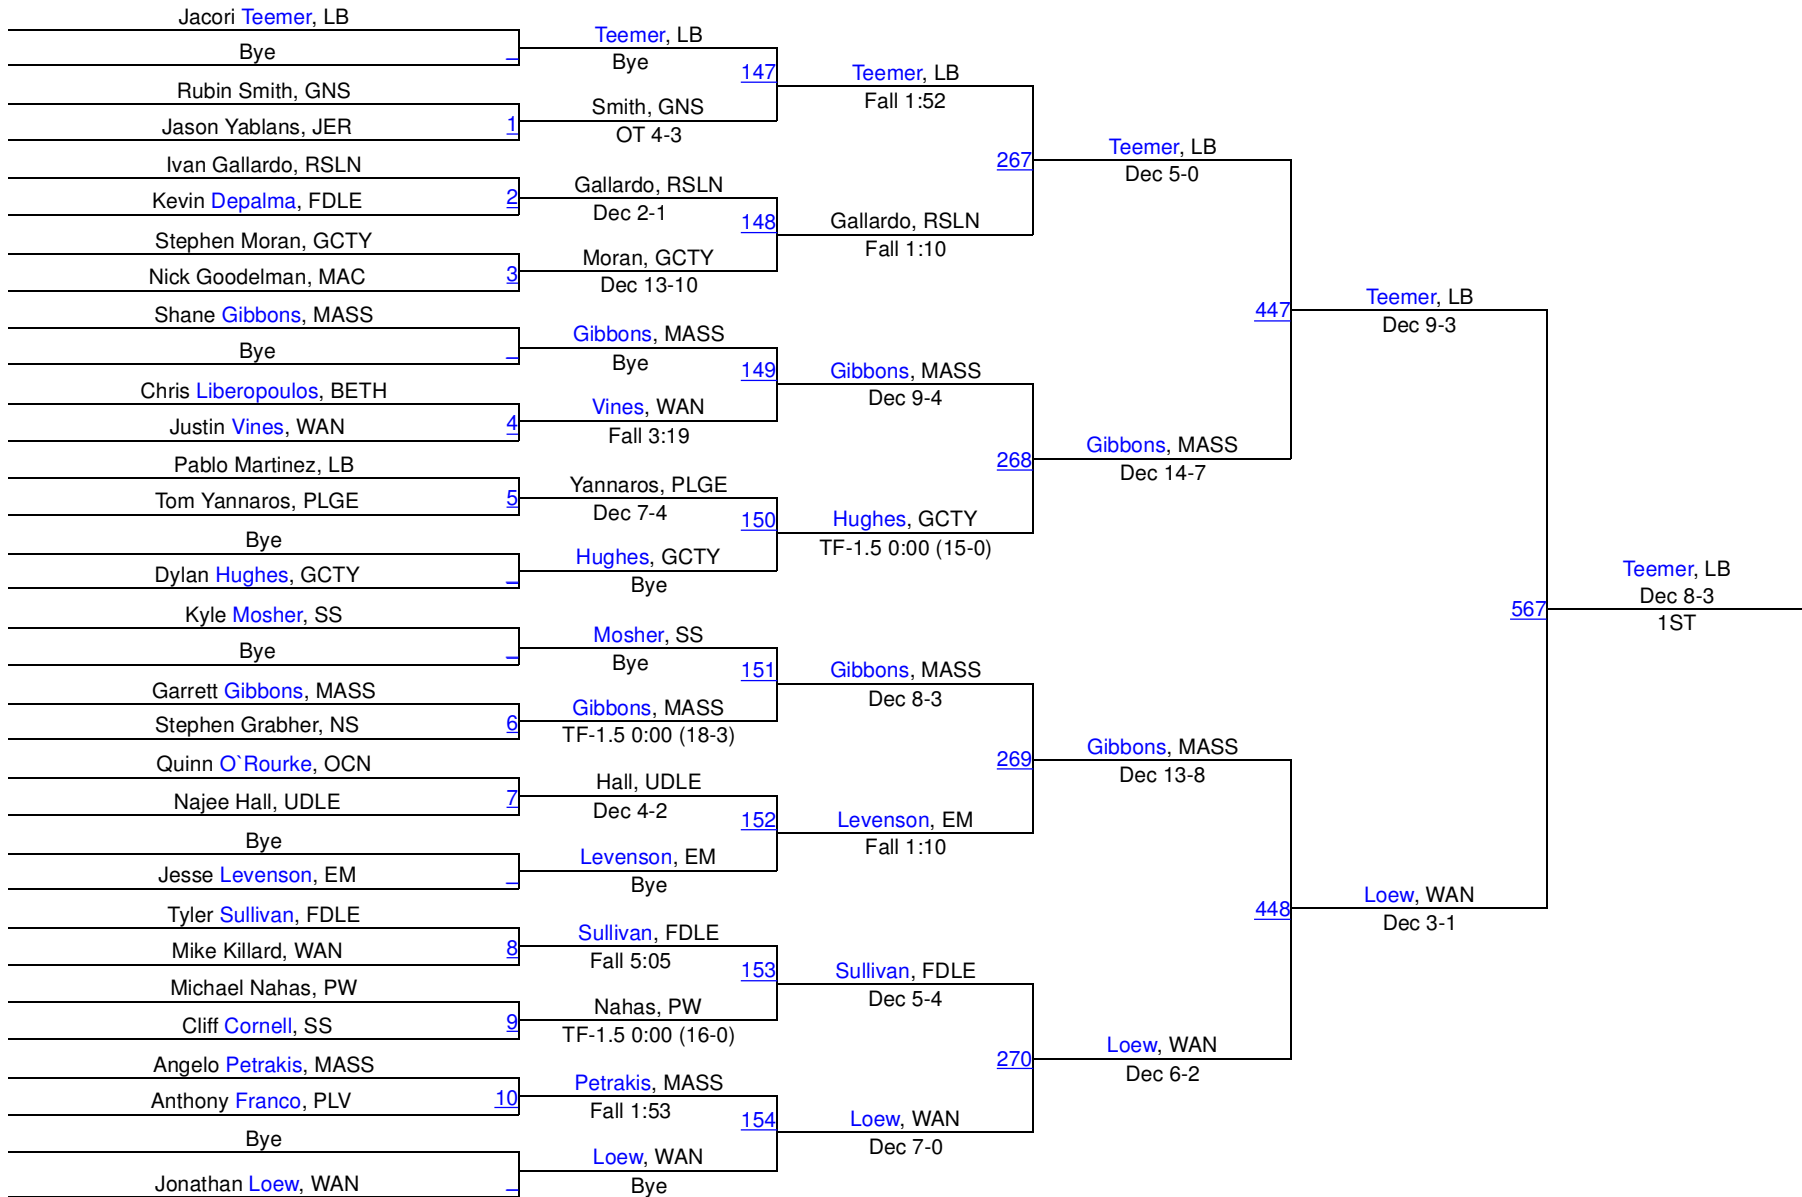 Jacori Teemer, LB
Bye
Rubin Smith, GNS
Jason Yablans, JER
1
Ivan Gallardo, RSLN
Kevin Depalma, FDLE
2
Stephen Moran, GCTY
Nick Goodelman, MAC
3
Shane Gibbons, MASS
Bye
Chris Liberopoulos, BETH
Justin Vines, WAN
4
Pablo Martinez, LB
Tom Yannaros, PLGE
5
Bye
Dylan Hughes, GCTY
Kyle Mosher, SS
Bye
Garrett Gibbons, MASS
Stephen Grabher, NS
6
Quinn O`Rourke, OCN
Najee Hall, UDLE
7
Bye
Jesse Levenson, EM
Tyler Sullivan, FDLE
Mike Killard, WAN
8
Michael Nahas, PW
Cliff Cornell, SS
9
Angelo Petrakis, MASS
Anthony Franco, PLV
10
Bye
Jonathan Loew, WAN
Teemer, LB
Bye
147
Smith, GNS
OT 4-3
Gallardo, RSLN
Dec 2-1
148
Moran, GCTY
Dec 13-10
Gibbons, MASS
Bye
149
Vines, WAN
Fall 3:19
Yannaros, PLGE
Dec 7-4
150
Hughes, GCTY
Bye
Mosher, SS
Bye
151
Gibbons, MASS
TF-1.5 0:00 (18-3)
Hall, UDLE
Dec 4-2
152
Levenson, EM
Bye
Sullivan, FDLE
Fall 5:05
153
Nahas, PW
TF-1.5 0:00 (16-0)
Petrakis, MASS
Fall 1:53
154
Loew, WAN
Bye
Teemer, LB
Fall 1:52
267
Gallardo, RSLN
Fall 1:10
Gibbons, MASS
Dec 9-4
268
Hughes, GCTY
TF-1.5 0:00 (15-0)
Gibbons, MASS
Dec 8-3
269
Levenson, EM
Fall 1:10
Sullivan, FDLE
Dec 5-4
270
Loew, WAN
Dec 7-0
Teemer, LB
Dec 5-0
447
Gibbons, MASS
Dec 14-7
Gibbons, MASS
Dec 13-8
448
Loew, WAN
Dec 6-2
Teemer, LB
Dec 9-3
567
Loew, WAN
Dec 3-1
Teemer, LB
Dec 8-3
1ST